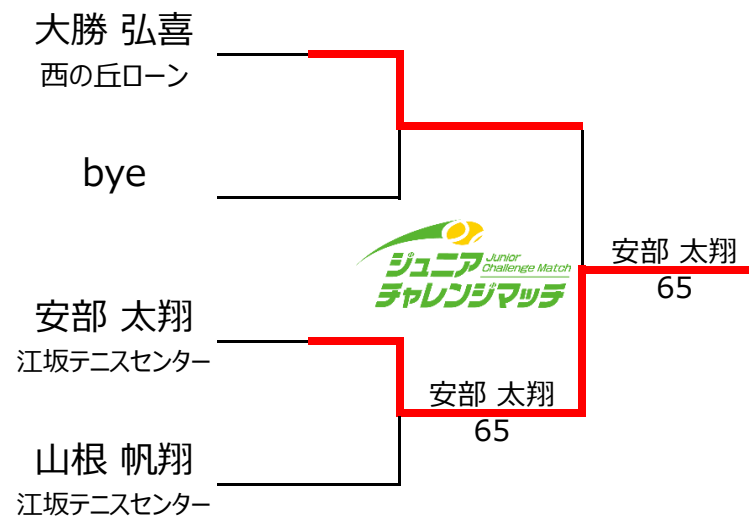 大勝 弘喜
西の丘ローン
bye
ジュニア
Junior
Challenge Match
チャレンジマッチ
安部 太翔
65
安部 太翔
江坂テニスセンター
安部 太翔
65
山根 帆翔
江坂テニスセンター